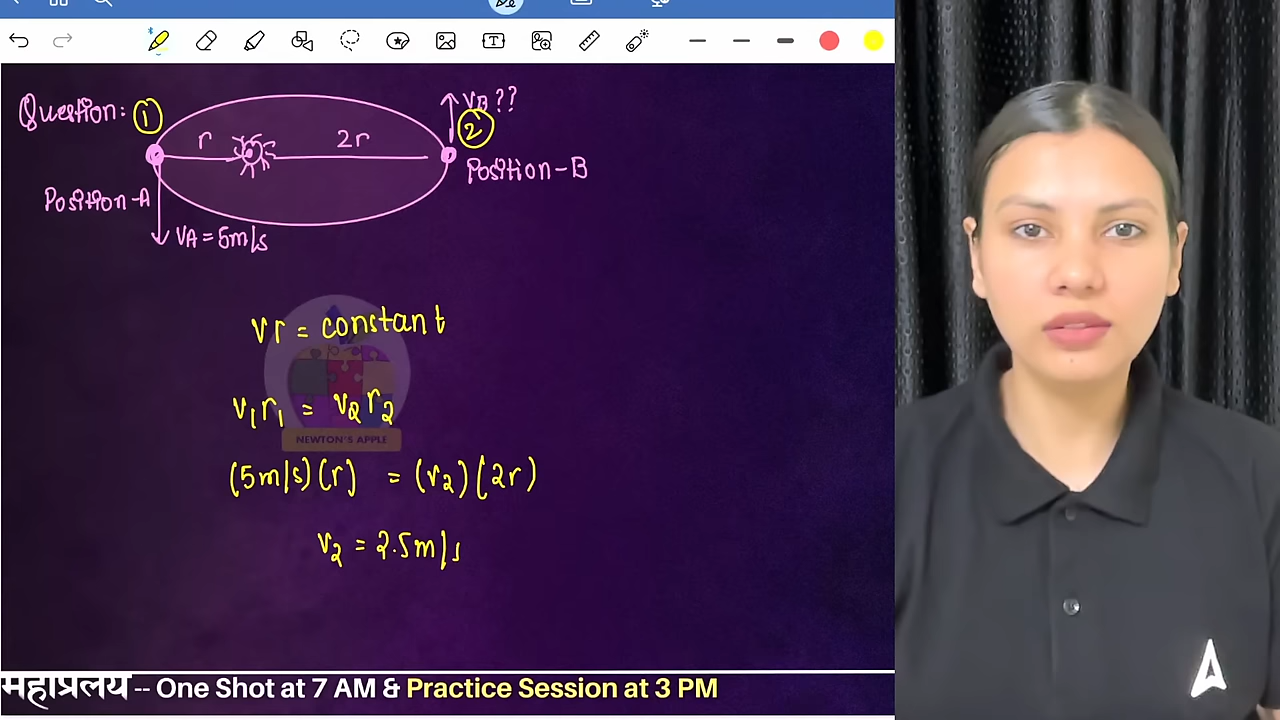 Question: 1
VB ??
2
r
2r
Position-B
Position-A
VA = 5m/s
vr = constant
v₁r₁ = v₂r₂
NEWTON'S APPLE
(5m/s)(r) = (v₂)(2r)
v₂ = 2.5m/s
महाप्रलय -- One Shot at 7 AM & Practice Session at 3 PM